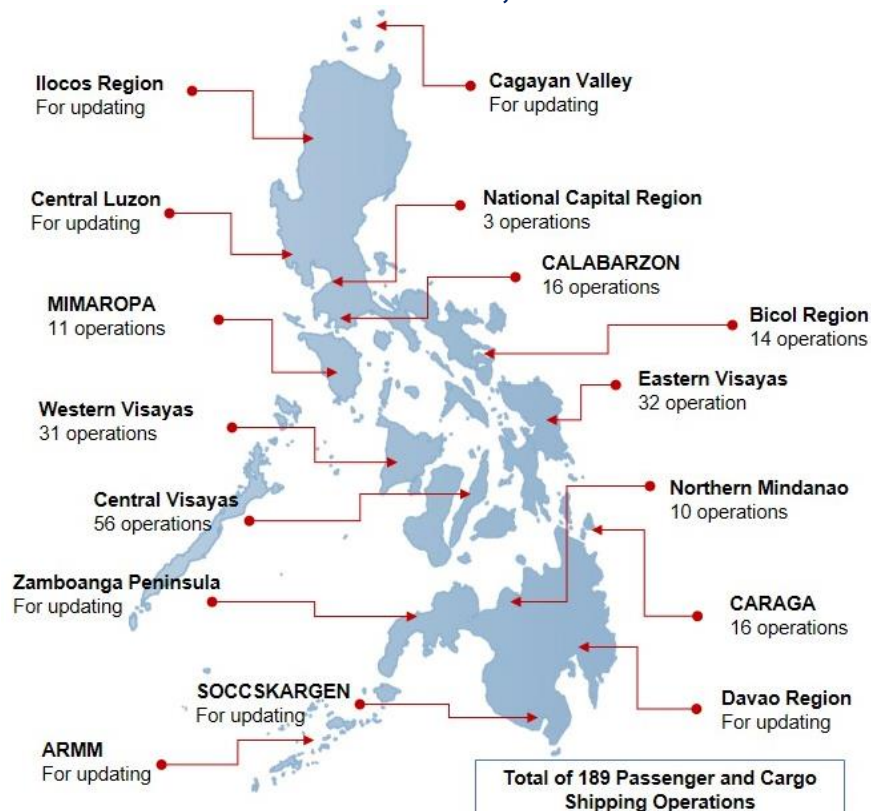 Ilocos Region
For updating
Cagayan Valley
For updating
Central Luzon
For updating
National Capital Region
3 operations
CALABARZON
16 operations
MIMAROPA
11 operations
Bicol Region
14 operations
Eastern Visayas
32 operation
Western Visayas
31 operations
Northern Mindanao
10 operations
Central Visayas
56 operations
Zamboanga Peninsula
For updating
CARAGA
16 operations
SOCCSKARGEN
For updating
Davao Region
For updating
ARMM
For updating
Total of 189 Passenger and Cargo
Shipping Operations